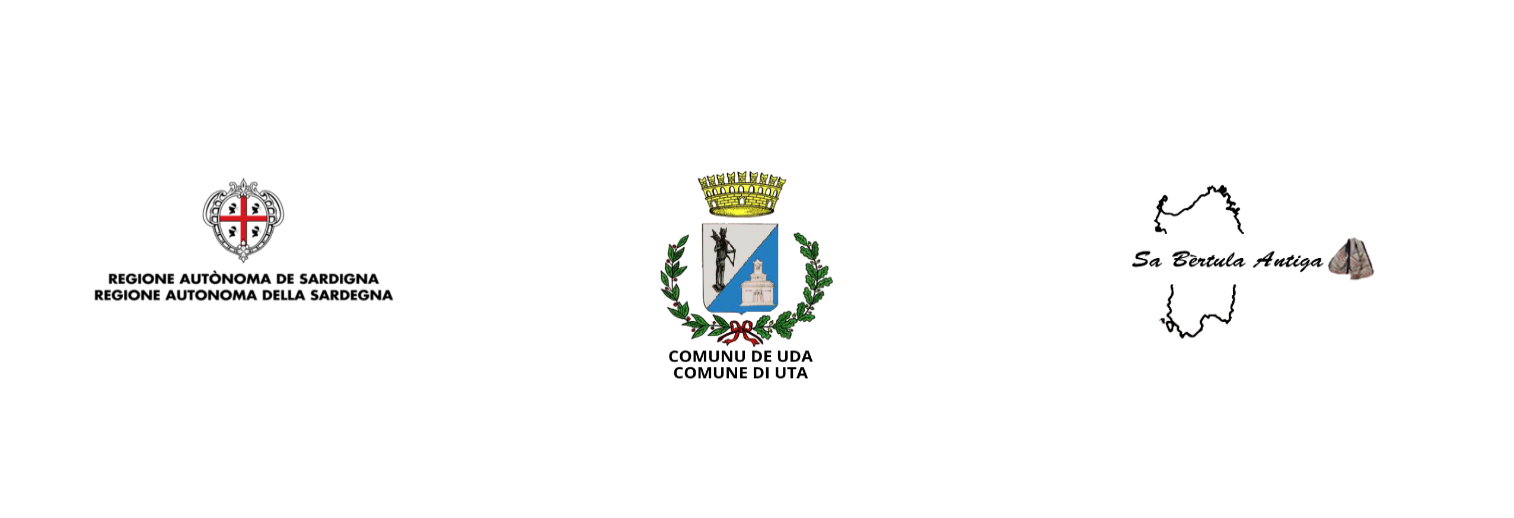 REGIONE AUTÒNOMA DE SARDIGNA
REGIONE AUTONOMA DELLA SARDEGNA
COMUNU DE UDA
COMUNE DI UTA
Sa Bèrtula Antiga